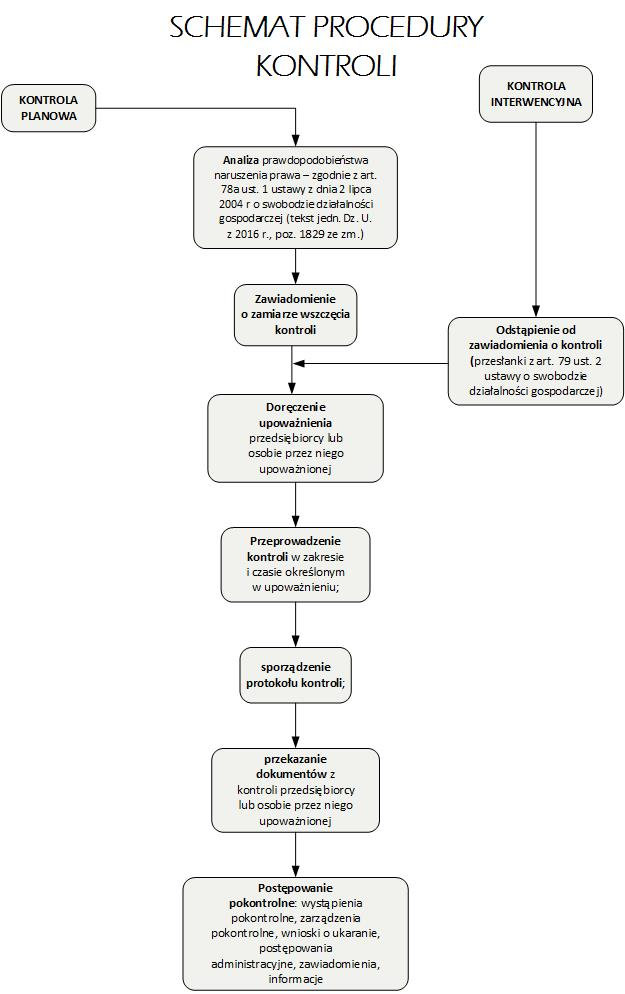 SCHEMAT PROCEDURY
KONTROLI
KONTROLA
PLANOWA
KONTROLA
INTERWENCYJNA
Analiza prawdopodobieństwa
naruszenia prawa – zgodnie z art.
78a ust. 1 ustawy z dnia 2 lipca
2004 r o swobodzie działalności
gospodarczej (tekst jedn. Dz. U.
z 2016 r., poz. 1829 ze zm.)
Zawiadomienie
o zamiarze wszczęcia
kontroli
Odstąpienie od
zawiadomienia o kontroli
(przesłanki z art. 79 ust. 2
ustawy o swobodzie
działalności gospodarczej)
Doręczenie
upoważnienia
przedsiębiorcy lub
osobie przez niego
upoważnionej
Przeprowadzenie
kontroli w zakresie
i czasie określonym
w upoważnieniu;
sporządzenie
protokołu kontroli;
przekazanie
dokumentów z
kontroli przedsiębiorcy
lub osobie przez niego
upoważnionej
Postępowanie
pokontrolne: wystąpienia
pokontrolne, zarządzenia
pokontrolne, wnioski o ukaranie,
postępowania
administracyjne, zawiadomienia,
informacje